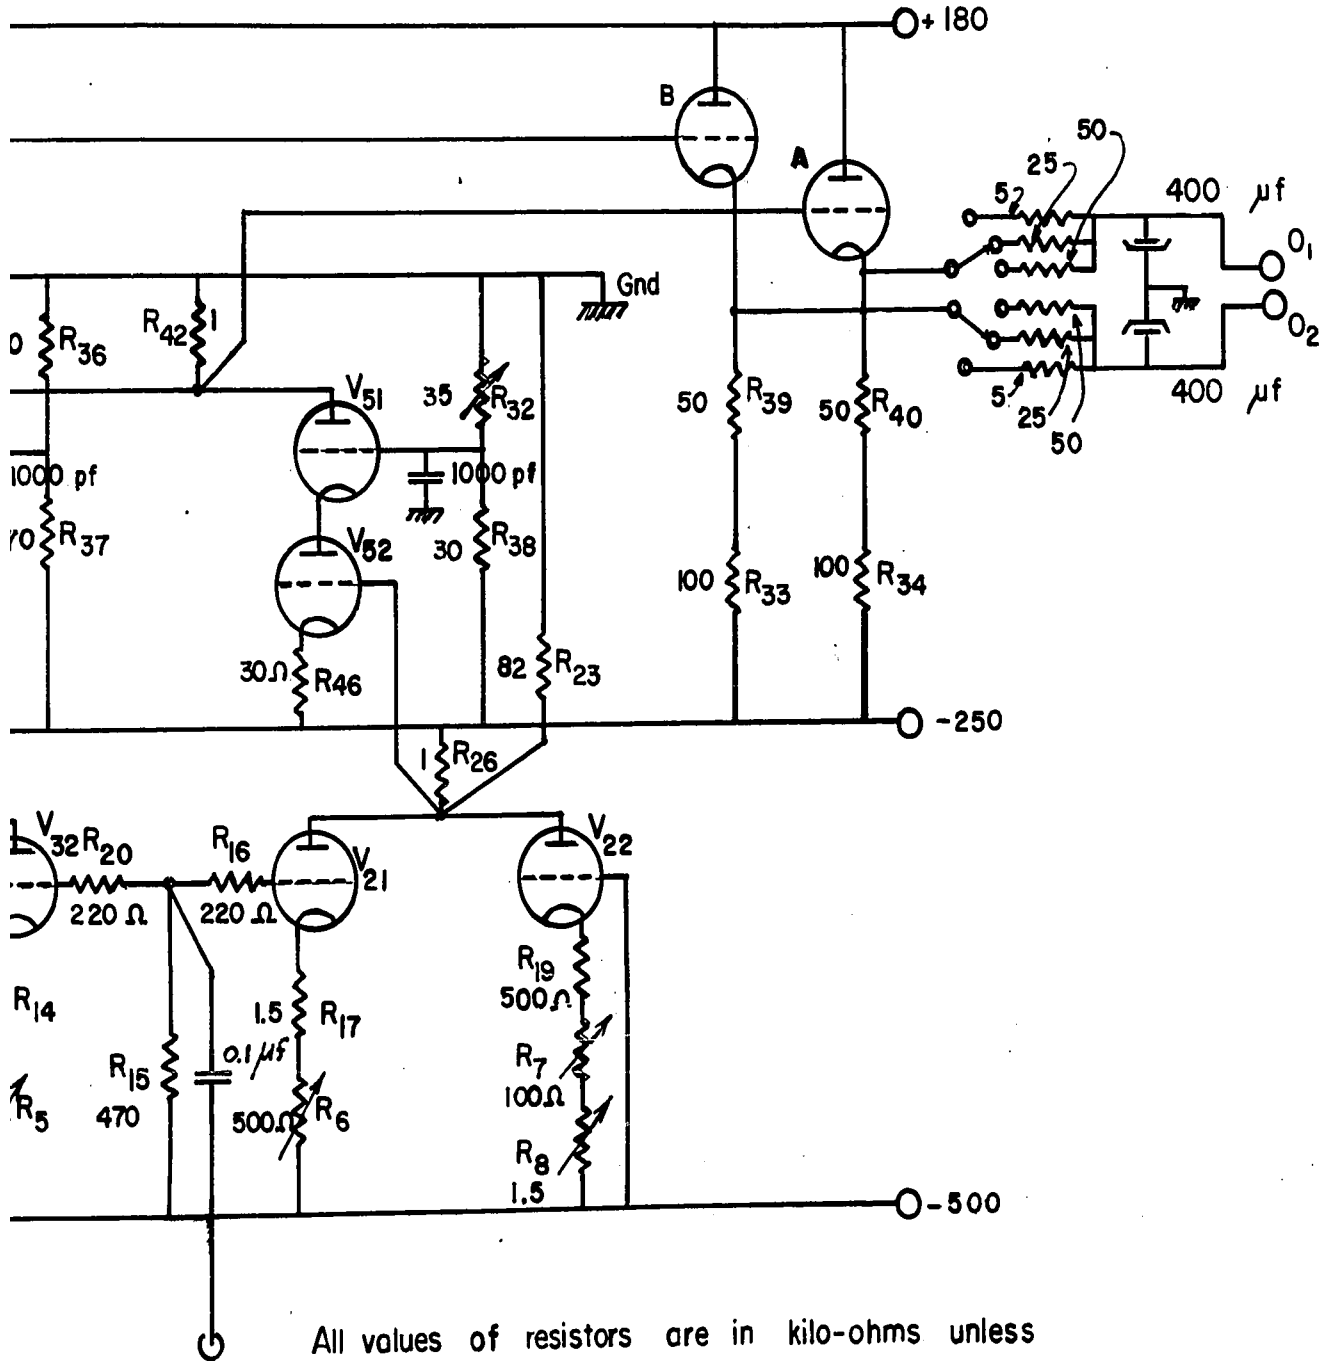 +180
B
A
50
25
5
400 μf
O1
Gnd
O2
R36
R42
1
V51
35
R32
50
R39
50
R40
5
25
50
400 μf
1000 pf
1000 pf
R37
V52
30
R38
100
R33
100
R34
30Ω
R46
82
R23
-250
1
R26
V32
R20
R16
V21
V22
220 Ω
220 Ω
R14
1.5
R17
R19
500Ω
0.1 μf
R15
470
R5
500Ω
R6
R7
100Ω
R8
1.5
-500
All values of resistors are in kilo-ohms unless